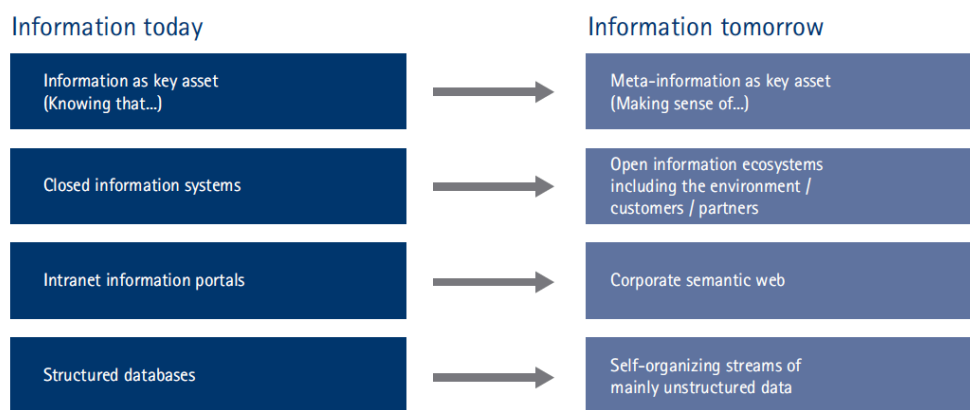 Information today
Information tomorrow
Information as key asset
(Knowing that...)
Meta-information as key asset
(Making sense of...)
Closed information systems
Open information ecosystems
including the environment /
customers / partners
Intranet information portals
Corporate semantic web
Structured databases
Self-organizing streams of
mainly unstructured data